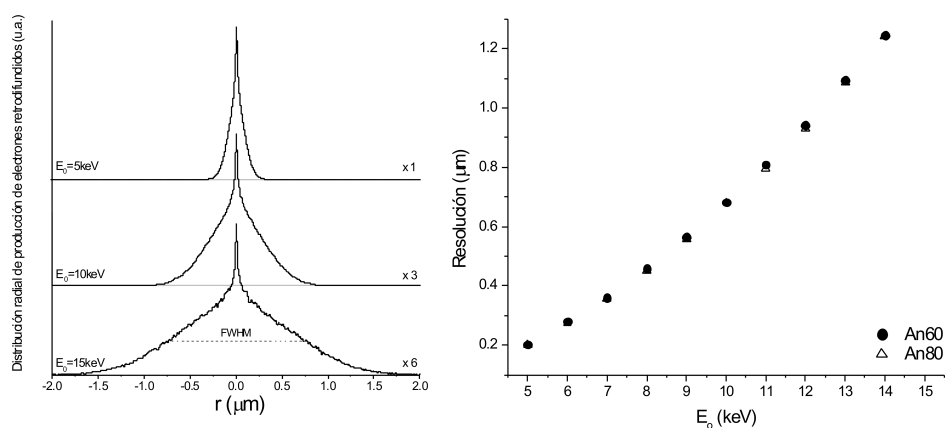 Distribución radial de producción de electrones retrodifundidos (u.a.)
E₀=5keV
x 1
E₀=10keV
x 3
FWHM
E₀=15keV
x 6
-2.0 -1.5 -1.0 -0.5 0.0 0.5 1.0 1.5 2.0
r (μm)
Resolución (μm)
1.2
1.0
0.8
0.6
0.4
0.2
An60
An80
5 6 7 8 9 10 11 12 13 14 15
E₀ (keV)